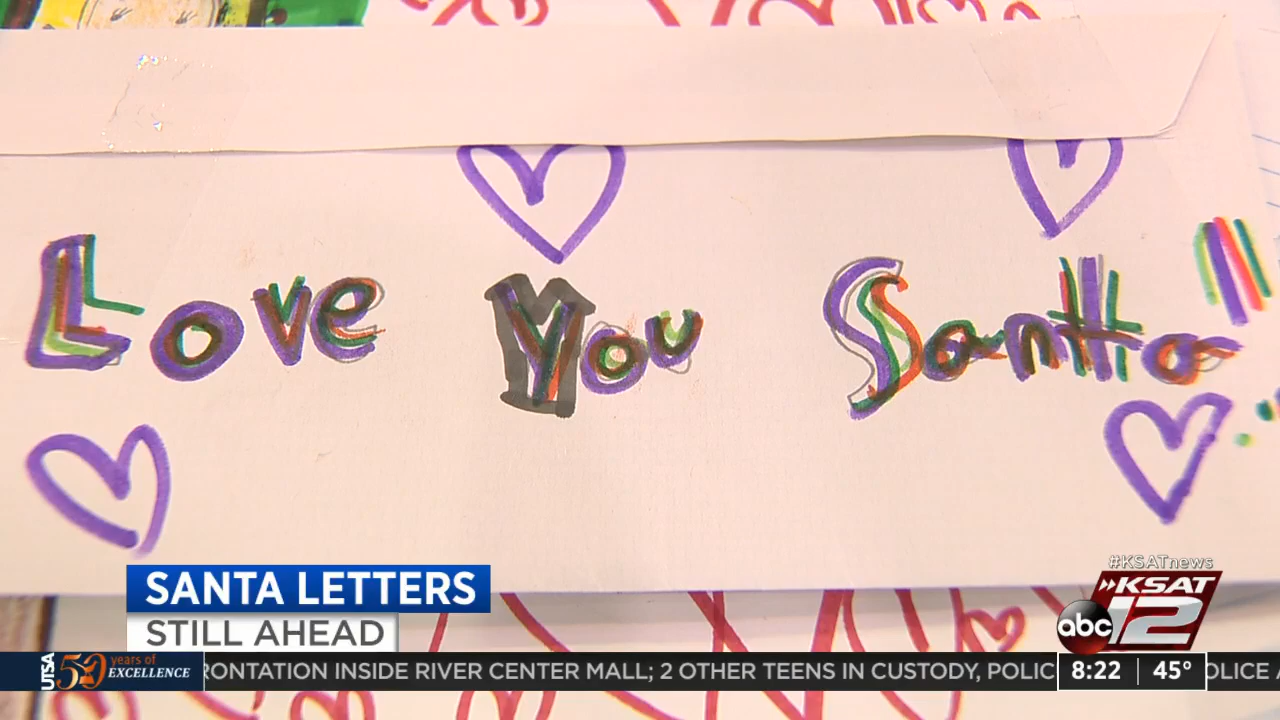 Love You Santta!!
#KSATnews
KSAT
abc 12
SANTA LETTERS
STILL AHEAD
UTSA 50 years of EXCELLENCE
RONTATION INSIDE RIVER CENTER MALL; 2 OTHER TEENS IN CUSTODY, POLIC
8:22 45°
OLICE